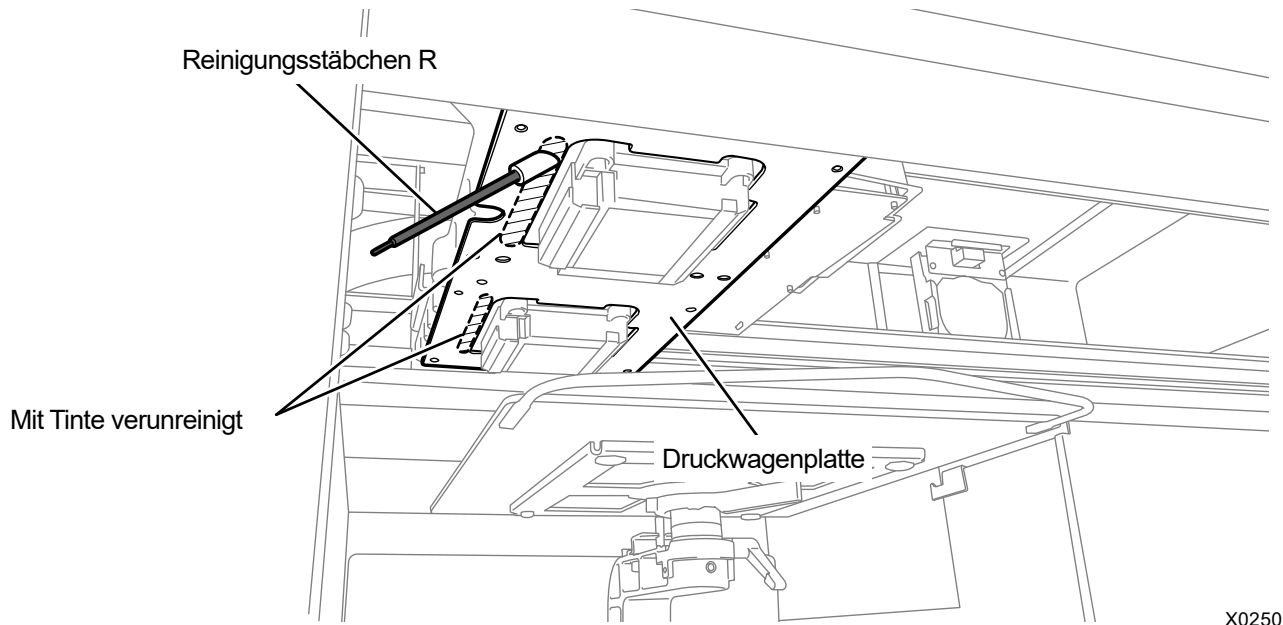 Reinigungsstäbchen R
Mit Tinte verunreinigt
Druckwagenplatte
X0250